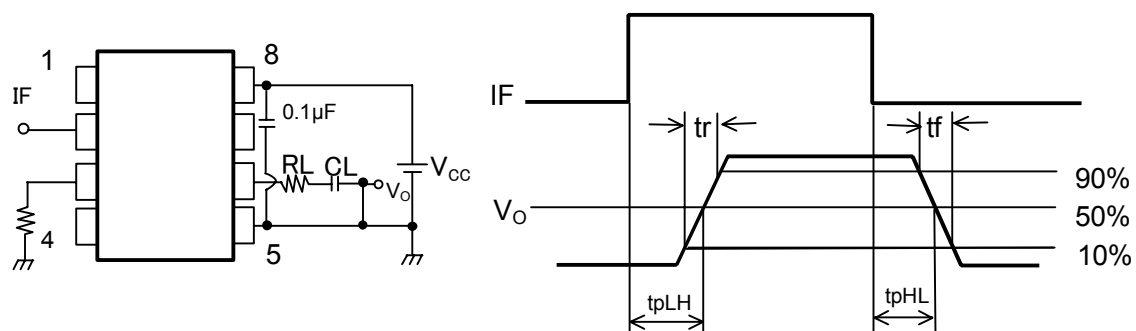 1
8
IF
0.1μF
RL CL
VO
VCC
4
5
IF
tr
tf
VO
90%
50%
10%
tpLH
tpHL